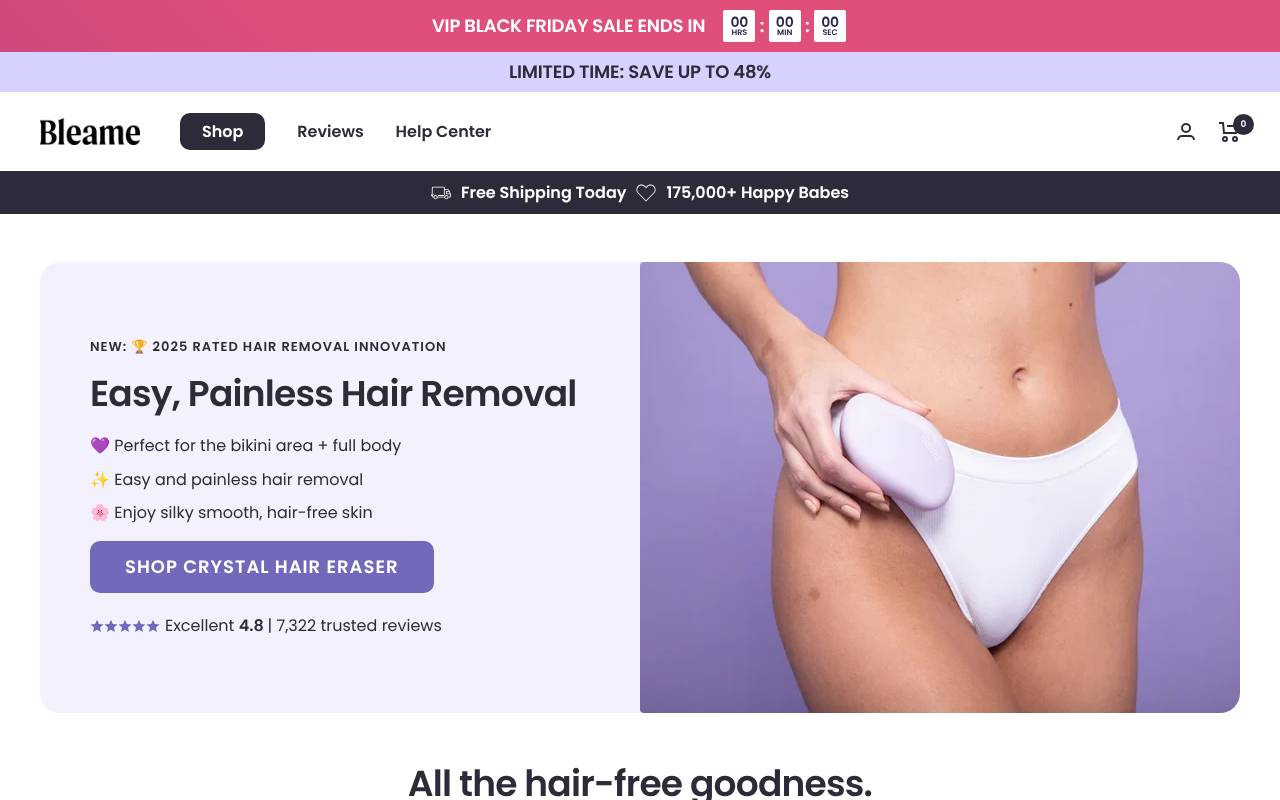 VIP BLACK FRIDAY SALE ENDS IN
00 HRS : 00 MIN : 00 SEC
LIMITED TIME: SAVE UP TO 48%
Bleame
Shop
Reviews
Help Center
0
Free Shipping Today
175,000+ Happy Babes
NEW: 🏆 2025 RATED HAIR REMOVAL INNOVATION
Easy, Painless Hair Removal
💜 Perfect for the bikini area + full body
✨ Easy and painless hair removal
🌸 Enjoy silky smooth, hair-free skin
SHOP CRYSTAL HAIR ERASER
★★★★★ Excellent 4.8 | 7,322 trusted reviews
All the hair-free goodness.